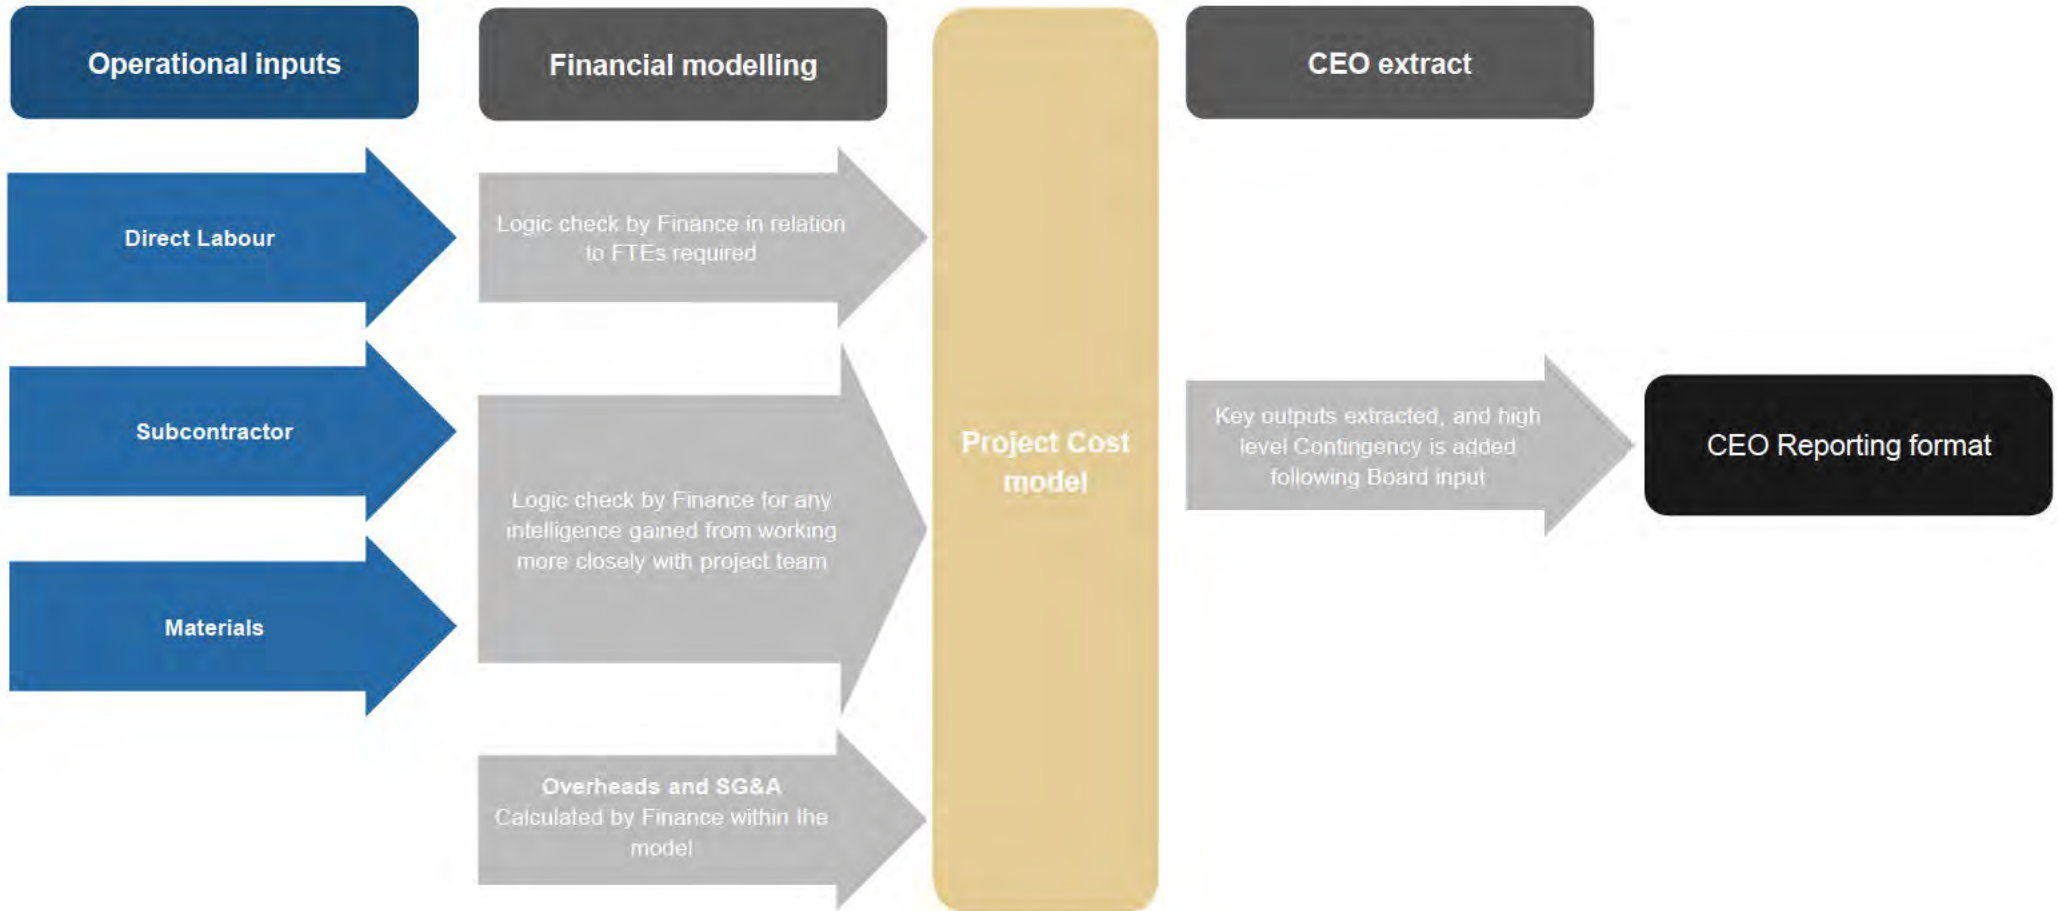 Operational inputs
Financial modelling
CEO extract
Direct Labour
Logic check by Finance in relation
to FTEs required
Subcontractor
Materials
Logic check by Finance for any
intelligence gained from working
more closely with project team
Overheads and SG&A
Calculated by Finance within the
model
Project Cost
model
Key outputs extracted, and high
level Contingency is added
following Board input
CEO Reporting format